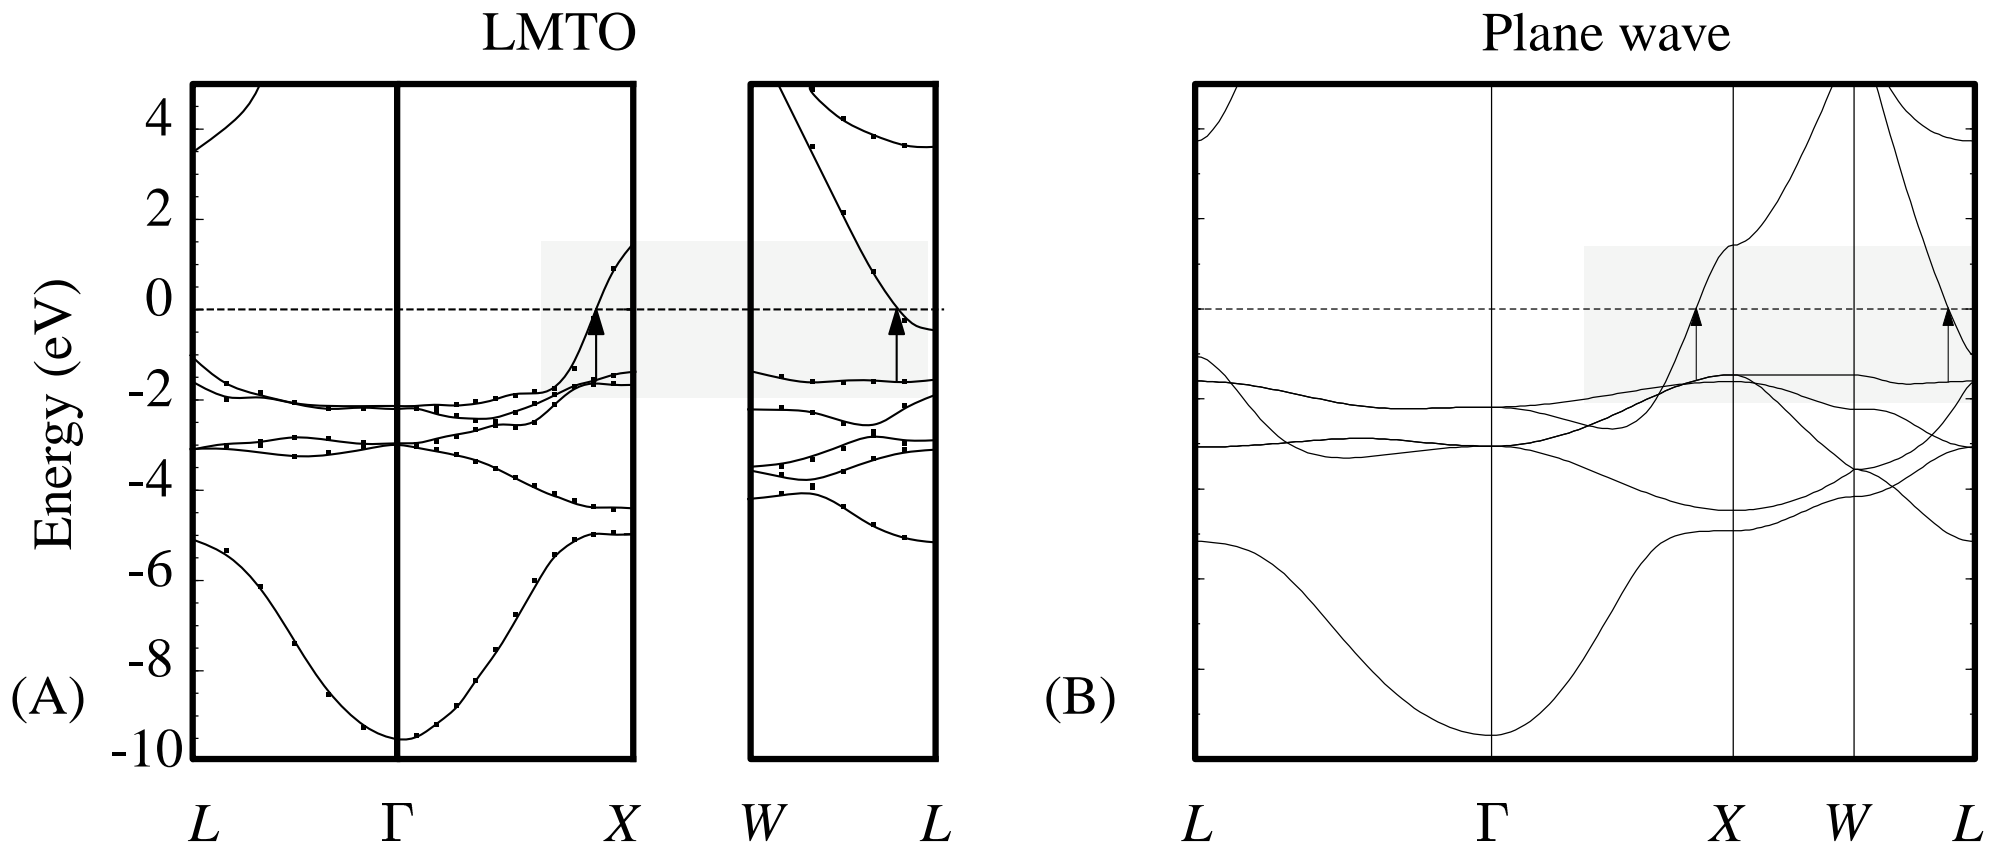 LMTO
Plane wave
Energy (eV)
4
2
0
-2
-4
-6
-8
-10
(A)
(B)
L Γ X W L
L Γ X W L